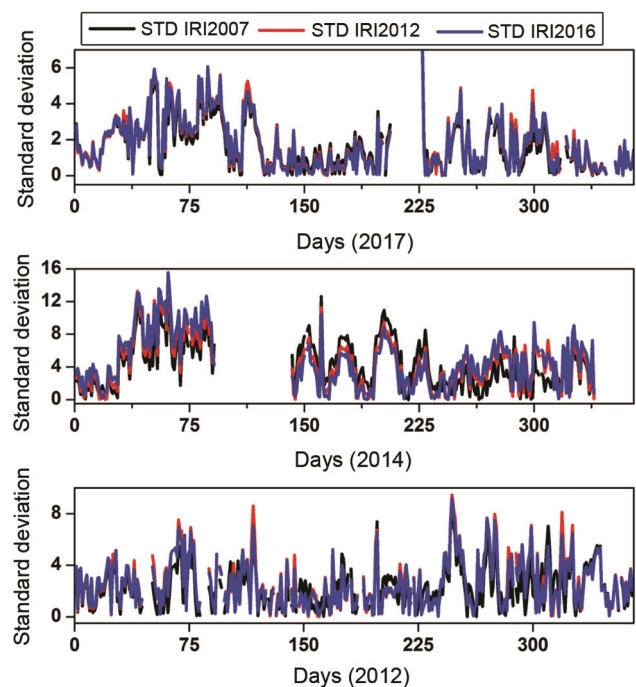 STD IRI2007 STD IRI2012 STD IRI2016
Standard deviation
6
4
2
0
0 75 150 225 300
Days (2017)
Standard deviation
16
12
8
4
0
0 75 150 225 300
Days (2014)
Standard deviation
8
4
0
0 75 150 225 300
Days (2012)